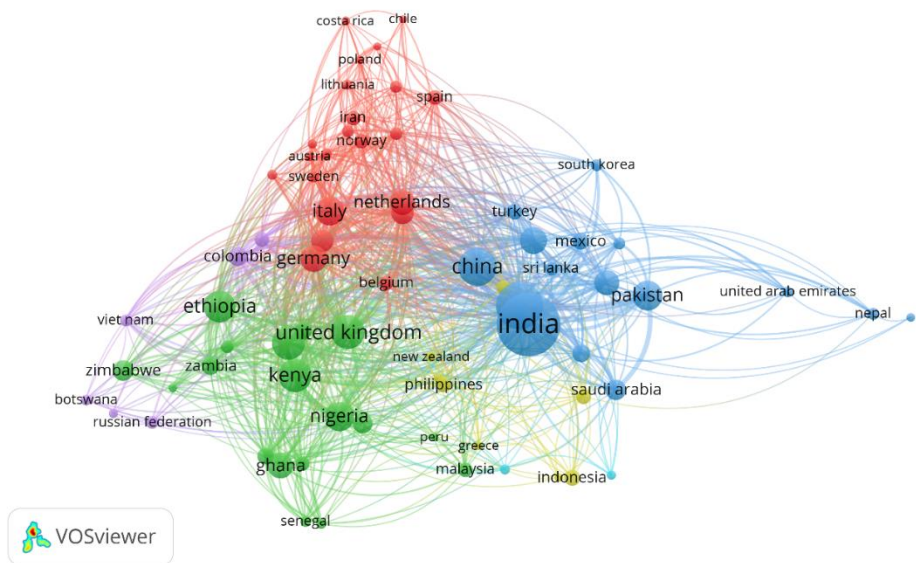 costa rica
chile
poland
lithuania
spain
iran
norway
austria
sweden
south korea
italy
netherlands
turkey
colombia
germany
china
sri lanka
mexico
belgium
pakistan
united arab emirates
ethiopia
nepal
viet nam
united kingdom
india
zimbabwe
zambia
kenya
new zealand
philippines
saudi arabia
botswana
russian federation
nigeria
peru
greece
ghana
malaysia
indonesia
senegal
VOSviewer